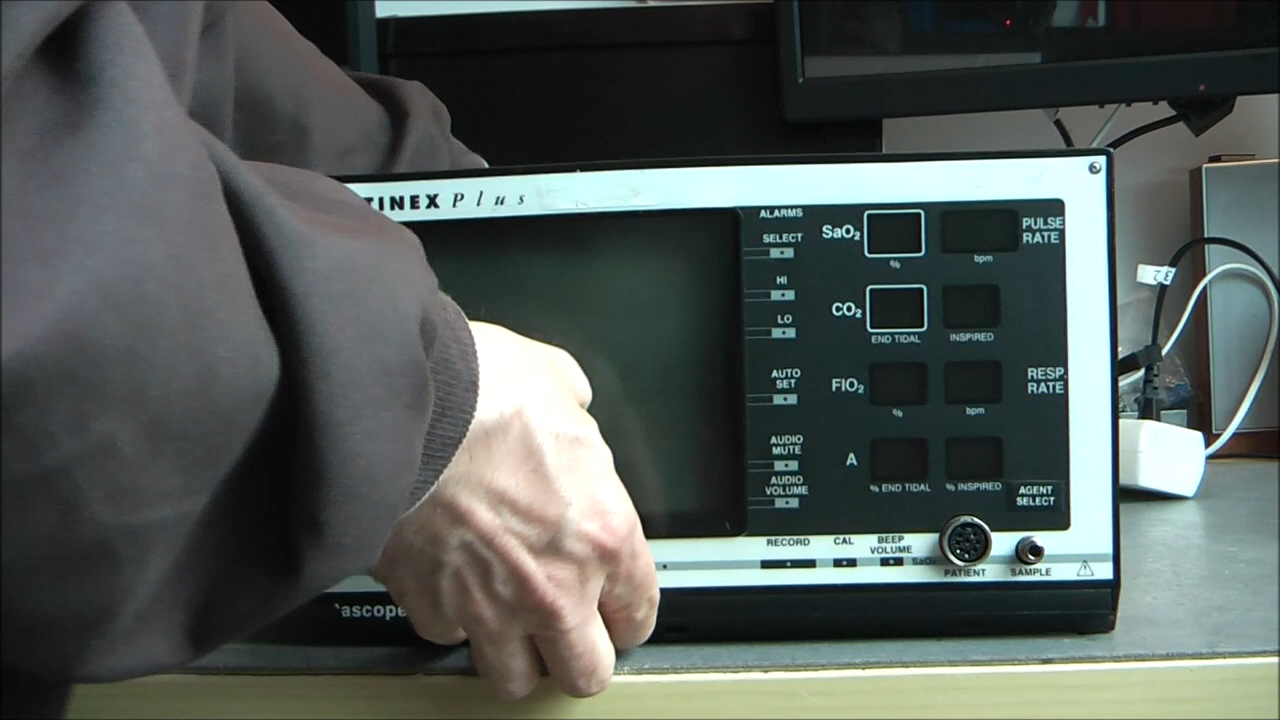 TINEX Plus
ALARMS
SELECT
HI
LO
AUTO
SET
AUDIO
MUTE
AUDIO
VOLUME
SaO₂
%
PULSE
RATE
bpm
CO₂
END TIDAL
INSPIRED
FIO₂
%
RESP.
RATE
bpm
A
% END TIDAL
% INSPIRED
AGENT
SELECT
RECORD
CAL
BEEP
VOLUME
SaO₂
PATIENT
SAMPLE
ascope
32